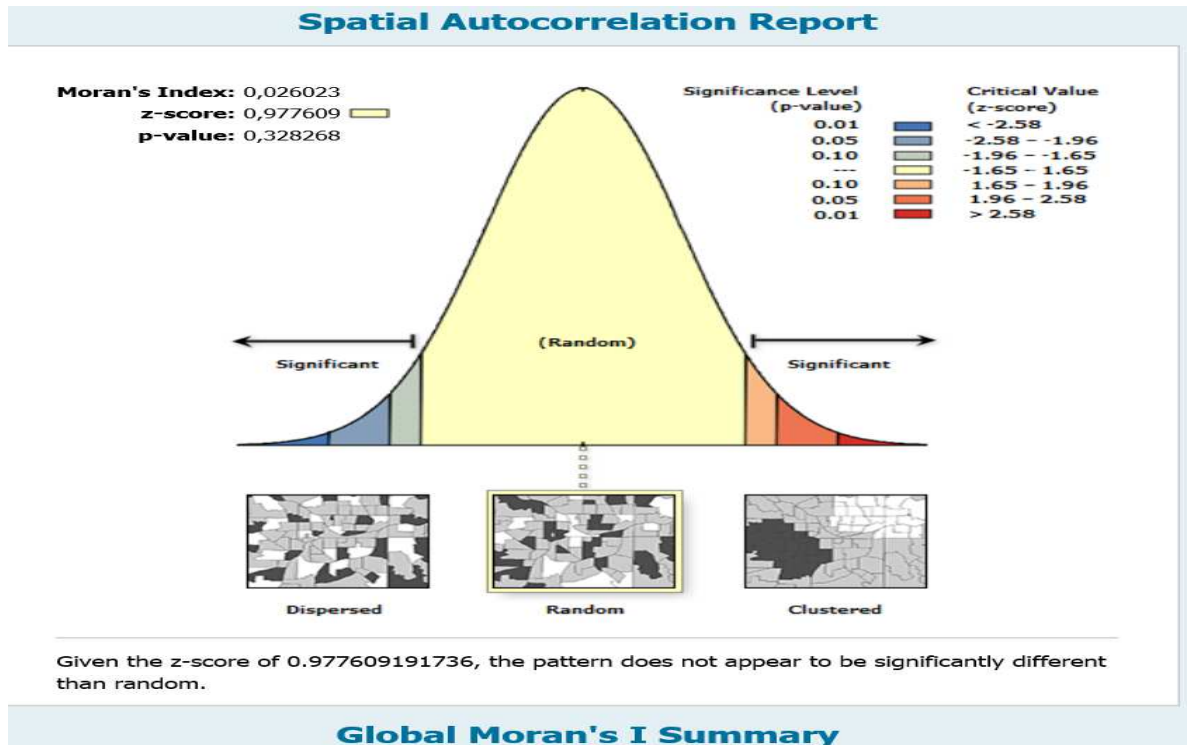 Spatial Autocorrelation Report
Moran's Index: 0,026023
z-score: 0,977609
p-value: 0,328268
Significance Level
(p-value)
Critical Value
(z-score)
0.01 < -2.58
0.05 -2.58 - -1.96
0.10 -1.96 - -1.65
--- -1.65 - 1.65
0.10 1.65 - 1.96
0.05 1.96 - 2.58
0.01 > 2.58
(Random)
Significant
Significant
Dispersed
Random
Clustered
Given the z-score of 0.977609191736, the pattern does not appear to be significantly different
than random.
Global Moran's I Summary